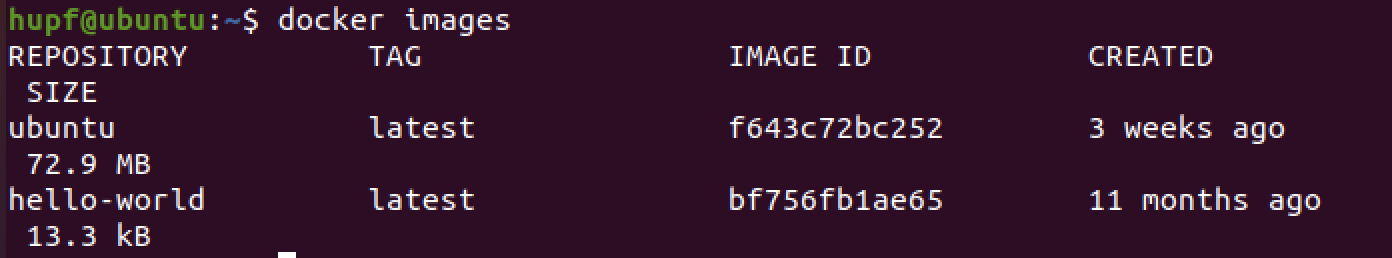 hupf@ubuntu:~$ docker images
REPOSITORY          TAG                 IMAGE ID            CREATED
 SIZE
ubuntu              latest              f643c72bc252        3 weeks ago
 72.9 MB
hello-world         latest              bf756fb1ae65        11 months ago
 13.3 kB